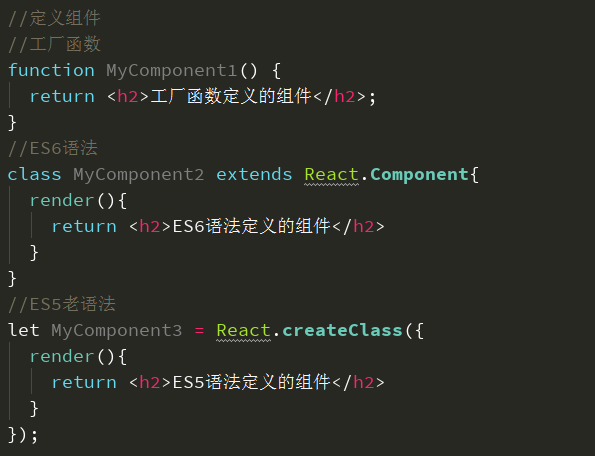 //定义组件
//工厂函数
function MyComponent1() {
  return <h2>工厂函数定义的组件</h2>;
}
//ES6语法
class MyComponent2 extends React.Component{
  render(){
    return <h2>ES6语法定义的组件</h2>
  }
}
//ES5老语法
let MyComponent3 = React.createClass({
  render(){
    return <h2>ES5语法定义的组件</h2>
  }
});